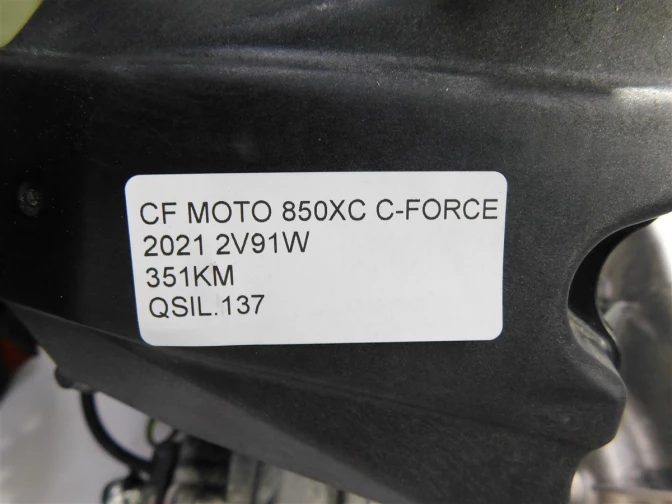 CF MOTO 850XC C-FORCE
2021 2V91W
351KM
QSIL.137